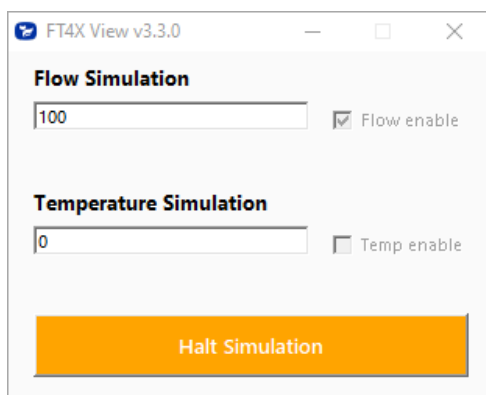 FT4X View v3.3.0
Flow Simulation
100
Flow enable
Temperature Simulation
0
Temp enable
Halt Simulation